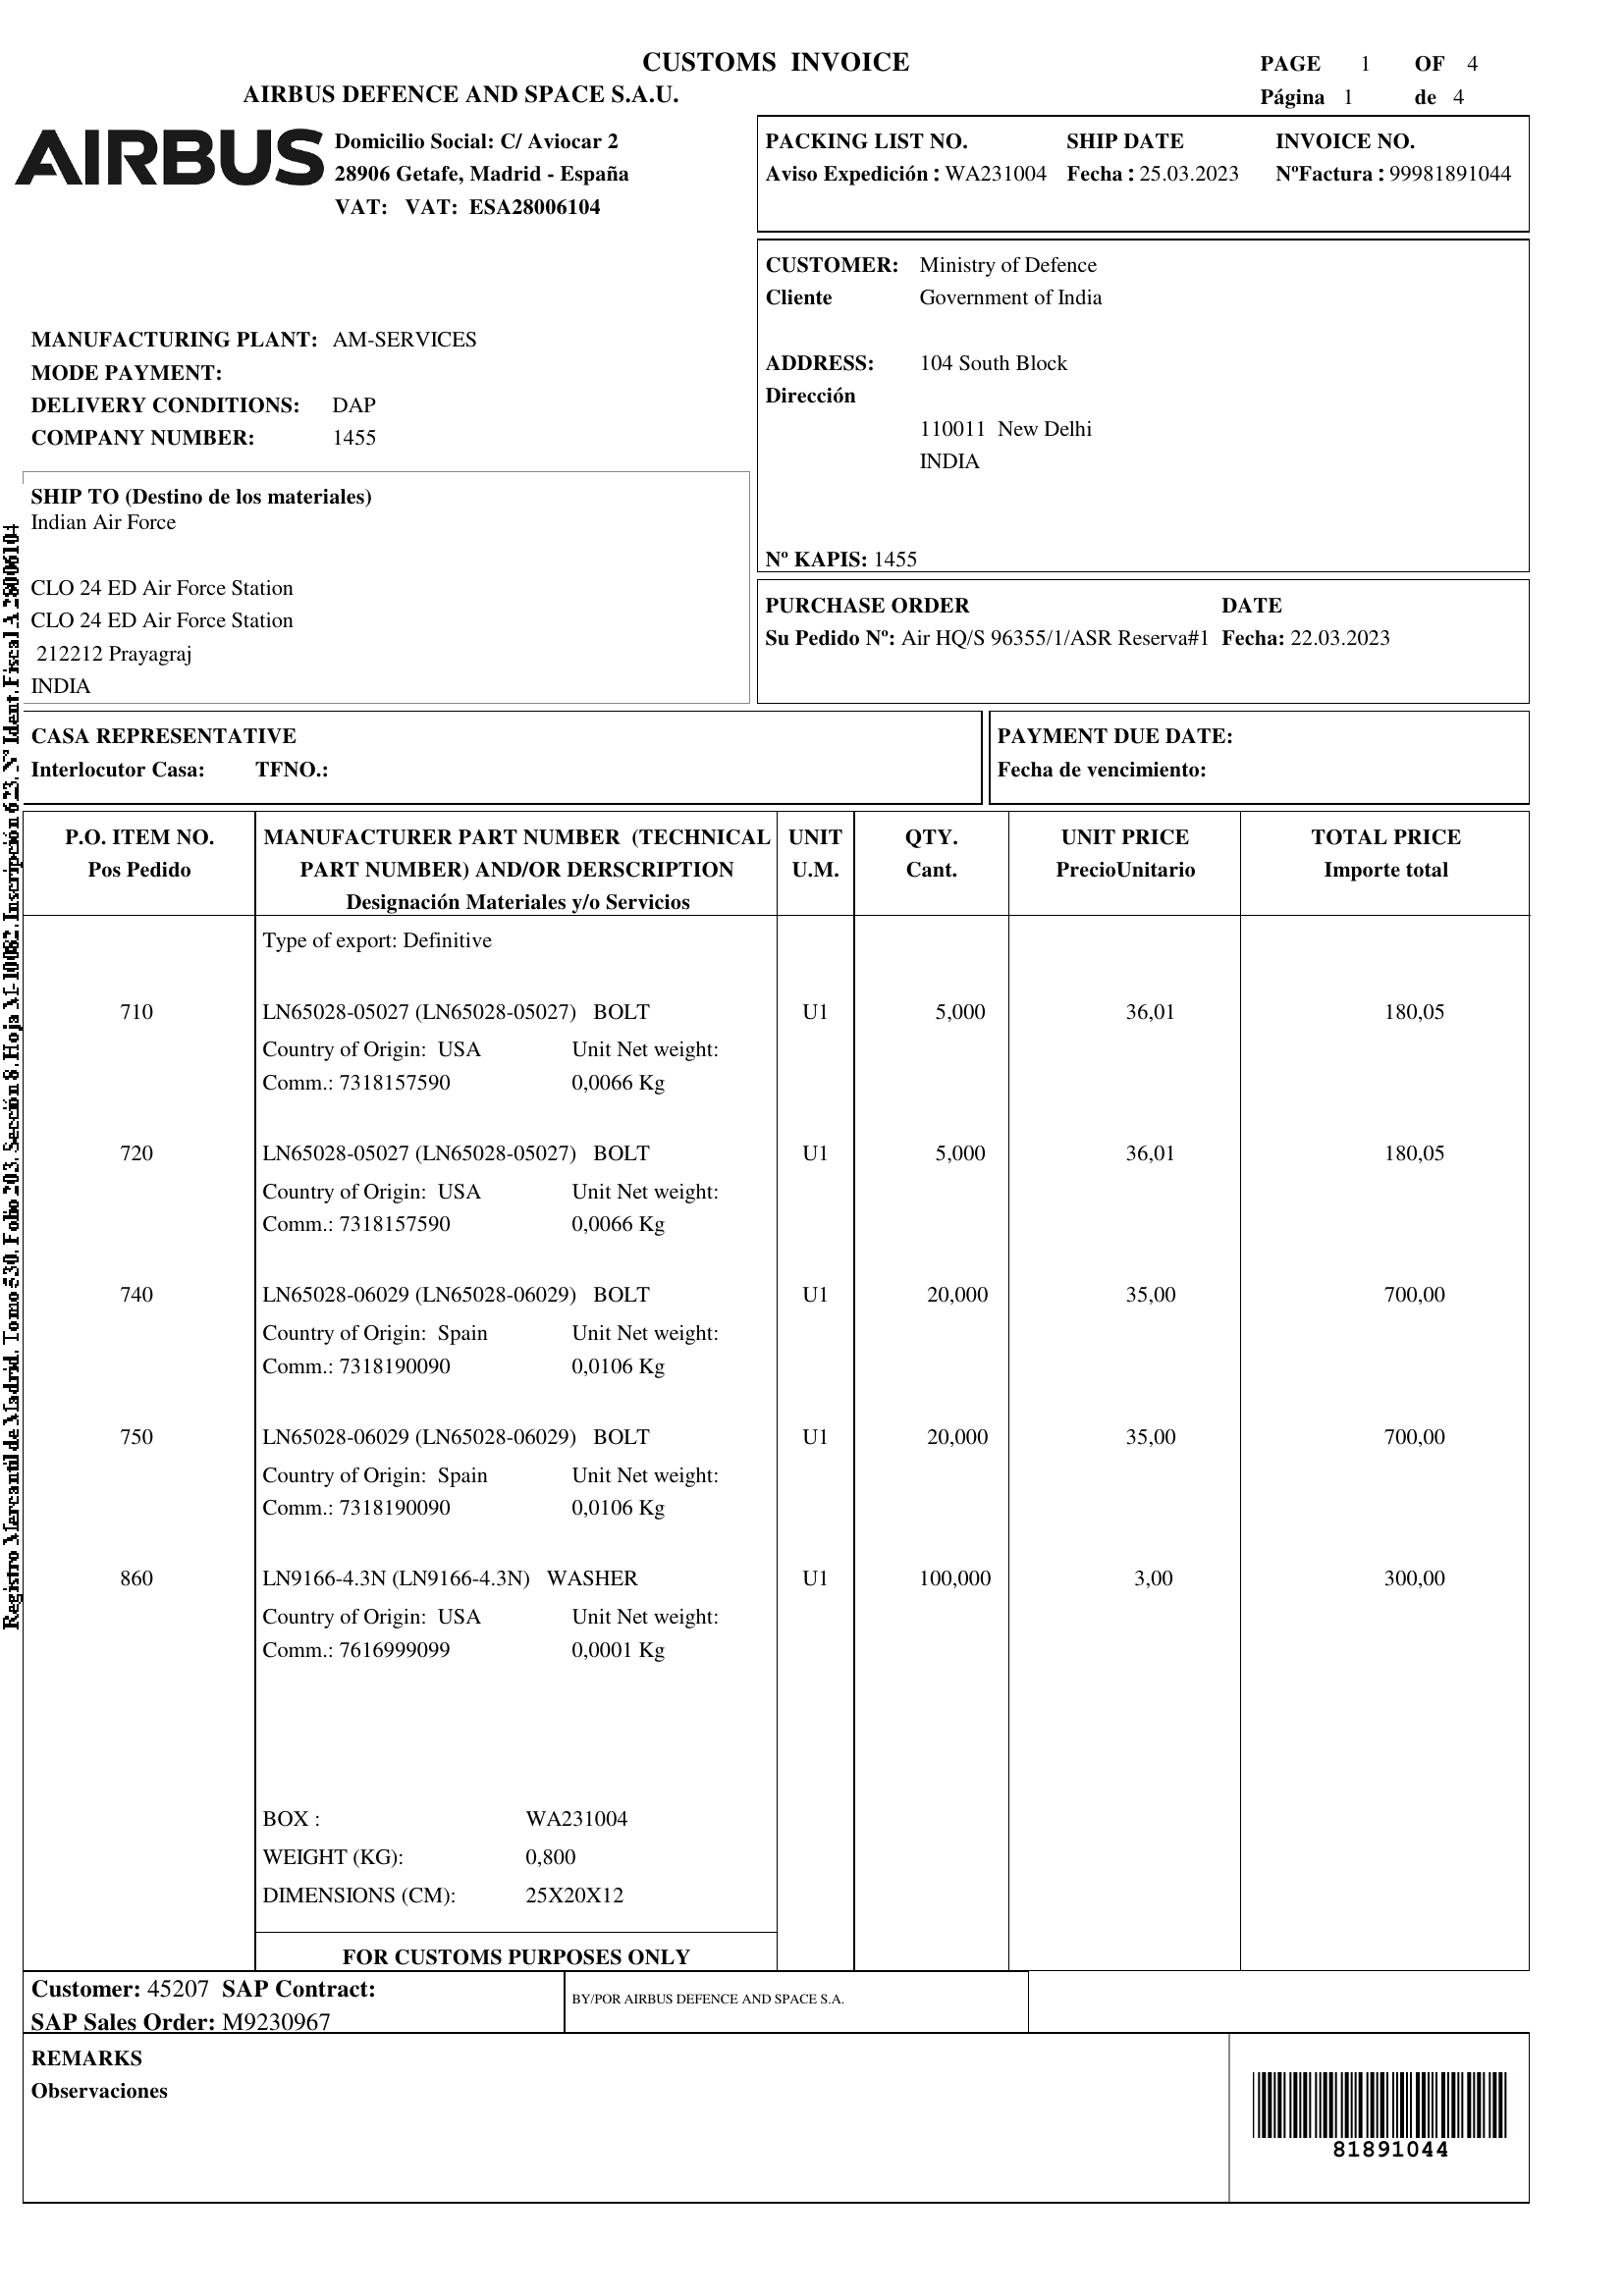 CUSTOMS INVOICE
PAGE 1 OF 4
AIRBUS DEFENCE AND SPACE S.A.U.
Página 1 de 4
AIRBUS
Domicilio Social: C/ Aviocar 2
28906 Getafe, Madrid - España
VAT: VAT: ESA28006104
PACKING LIST NO. SHIP DATE INVOICE NO.
Aviso Expedición : WA231004 Fecha : 25.03.2023 NºFactura : 99981891044
CUSTOMER: Ministry of Defence
Cliente Government of India
ADDRESS: 104 South Block
Dirección
110011 New Delhi
INDIA
Nº KAPIS: 1455
MANUFACTURING PLANT: AM-SERVICES
MODE PAYMENT:
DELIVERY CONDITIONS: DAP
COMPANY NUMBER: 1455
SHIP TO (Destino de los materiales)
Indian Air Force
CLO 24 ED Air Force Station
CLO 24 ED Air Force Station
212212 Prayagraj
INDIA
PURCHASE ORDER DATE
Su Pedido Nº: Air HQ/S 96355/1/ASR Reserva#1 Fecha: 22.03.2023
CASA REPRESENTATIVE
Interlocutor Casa: TFNO.:
PAYMENT DUE DATE:
Fecha de vencimiento:
P.O. ITEM NO. MANUFACTURER PART NUMBER (TECHNICAL UNIT QTY. UNIT PRICE TOTAL PRICE
Pos Pedido PART NUMBER) AND/OR DERSCRIPTION U.M. Cant. PrecioUnitario Importe total
Designación Materiales y/o Servicios
Type of export: Definitive
710 LN65028-05027 (LN65028-05027) BOLT U1 5,000 36,01 180,05
Country of Origin: USA Unit Net weight:
Comm.: 7318157590 0,0066 Kg
720 LN65028-05027 (LN65028-05027) BOLT U1 5,000 36,01 180,05
Country of Origin: USA Unit Net weight:
Comm.: 7318157590 0,0066 Kg
740 LN65028-06029 (LN65028-06029) BOLT U1 20,000 35,00 700,00
Country of Origin: Spain Unit Net weight:
Comm.: 7318190090 0,0106 Kg
750 LN65028-06029 (LN65028-06029) BOLT U1 20,000 35,00 700,00
Country of Origin: Spain Unit Net weight:
Comm.: 7318190090 0,0106 Kg
860 LN9166-4.3N (LN9166-4.3N) WASHER U1 100,000 3,00 300,00
Country of Origin: USA Unit Net weight:
Comm.: 7616999099 0,0001 Kg
BOX : WA231004
WEIGHT (KG): 0,800
DIMENSIONS (CM): 25X20X12
FOR CUSTOMS PURPOSES ONLY
Customer: 45207 SAP Contract:
SAP Sales Order: M9230967
BY/POR AIRBUS DEFENCE AND SPACE S.A.
REMARKS
Observaciones
81891044
Registro Mercantil de Madrid, Tomo 530, Folio 203, Sección 8, Hoja M-10082, Inscripción 623, Nº Ident. Fiscal A 28006104